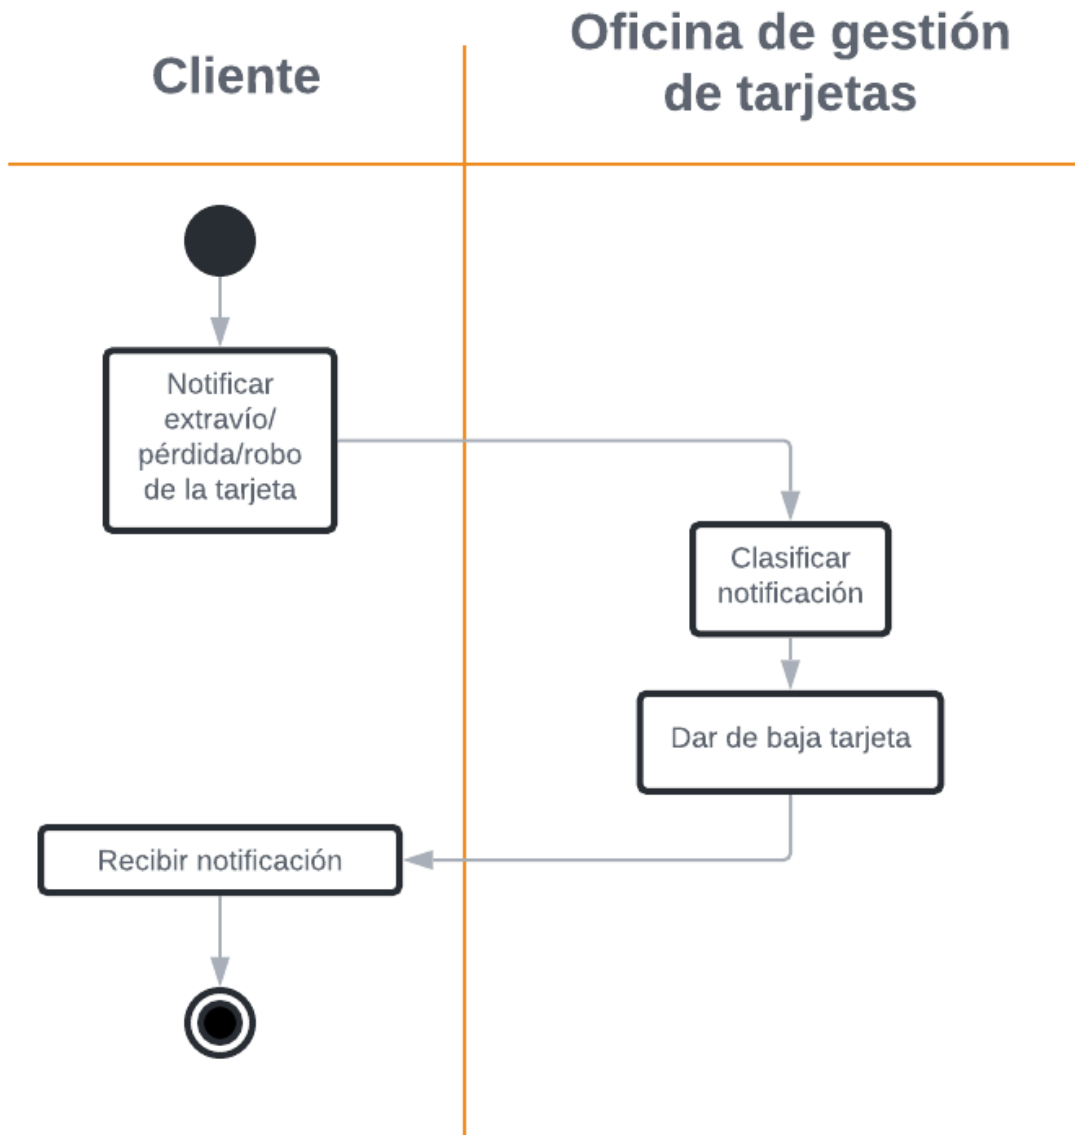 Cliente
Oficina de gestión
de tarjetas
Notificar
extravío/
pérdida/robo
de la tarjeta
Clasificar
notificación
Dar de baja tarjeta
Recibir notificación